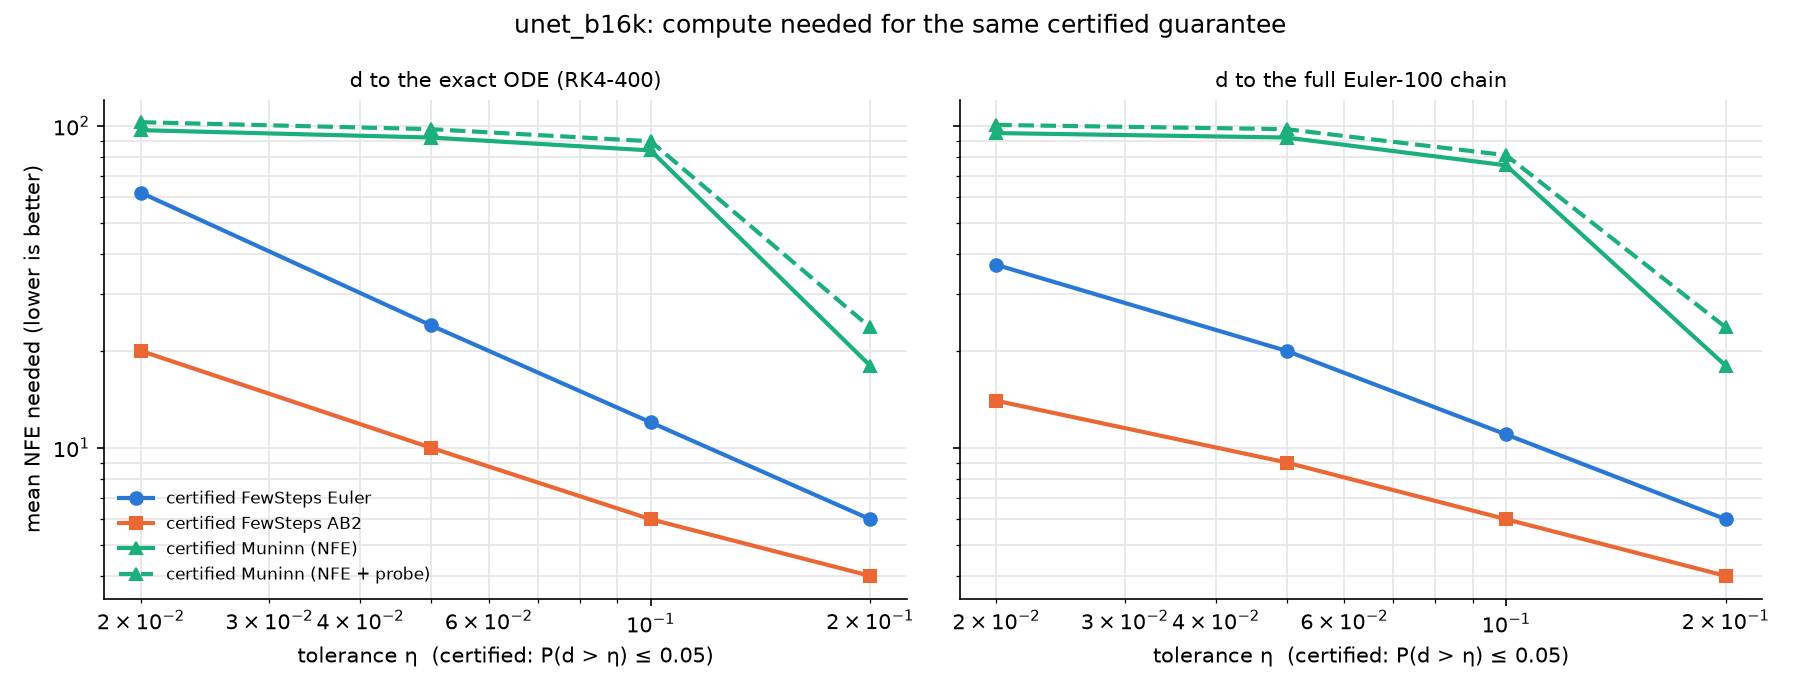 unet_b16k: compute needed for the same certified guarantee
d to the exact ODE (RK4-400)
mean NFE needed (lower is better)
10²
10¹
certified FewSteps Euler
certified FewSteps AB2
certified Muninn (NFE)
certified Muninn (NFE + probe)
2 × 10⁻² 3 × 10⁻² 4 × 10⁻² 6 × 10⁻² 10⁻¹ 2 × 10⁻¹
tolerance η (certified: P(d > η) ≤ 0.05)
d to the full Euler-100 chain
2 × 10⁻² 3 × 10⁻² 4 × 10⁻² 6 × 10⁻² 10⁻¹ 2 × 10⁻¹
tolerance η (certified: P(d > η) ≤ 0.05)